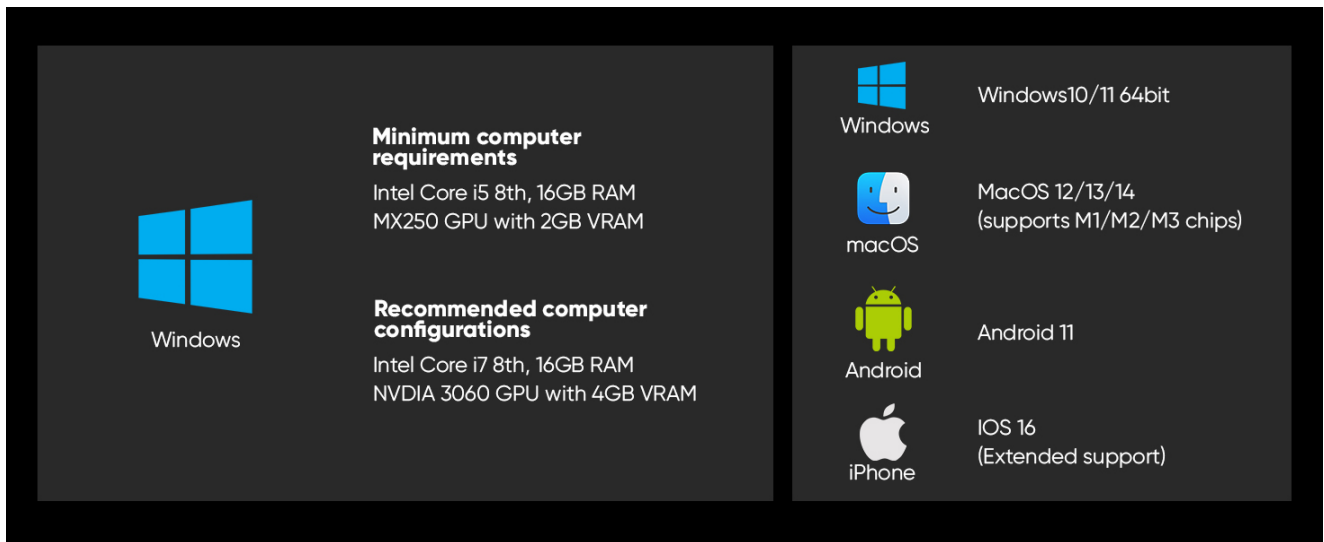 Windows
Minimum computer
requirements
Intel Core i5 8th, 16GB RAM
MX250 GPU with 2GB VRAM
Recommended computer
configurations
Intel Core i7 8th, 16GB RAM
NVDIA 3060 GPU with 4GB VRAM
Windows
Windows10/11 64bit
macOS
MacOS 12/13/14
(supports M1/M2/M3 chips)
Android
Android 11
iPhone
IOS 16
(Extended support)